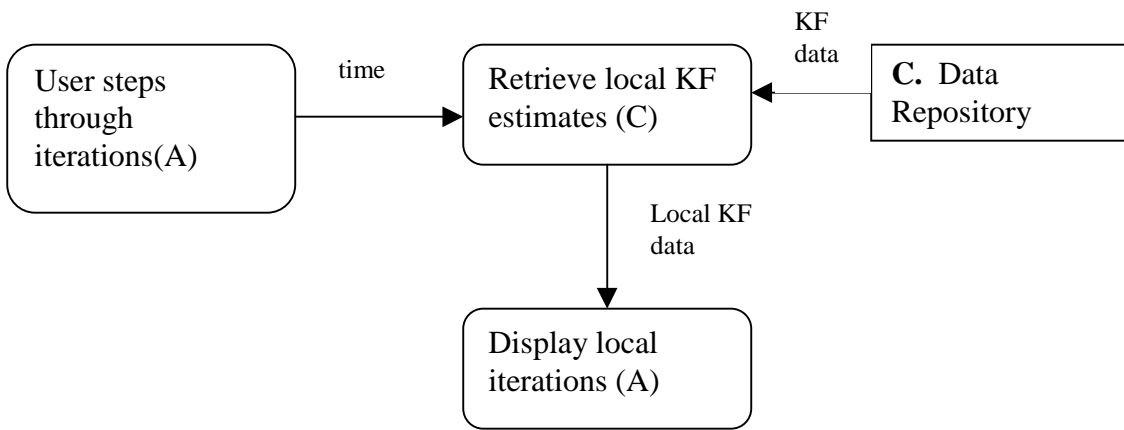 User steps
through
iterations(A)
time
Retrieve local KF
estimates (C)
KF
data
C. Data
Repository
Local KF
data
Display local
iterations (A)